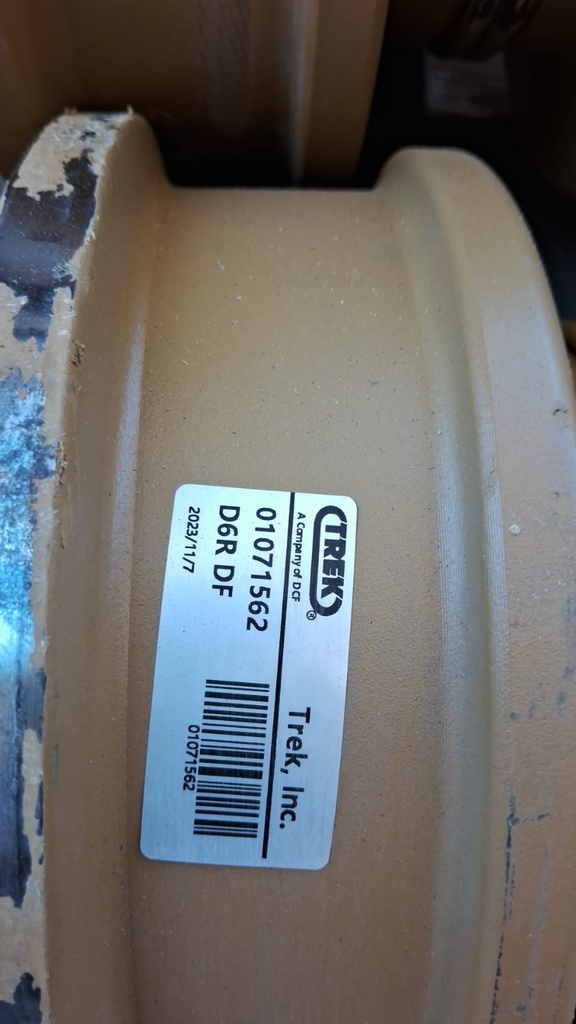 TREK®
A Company of DCF
Trek, Inc.
01071562
D6R DF
2023/11/7
01071562